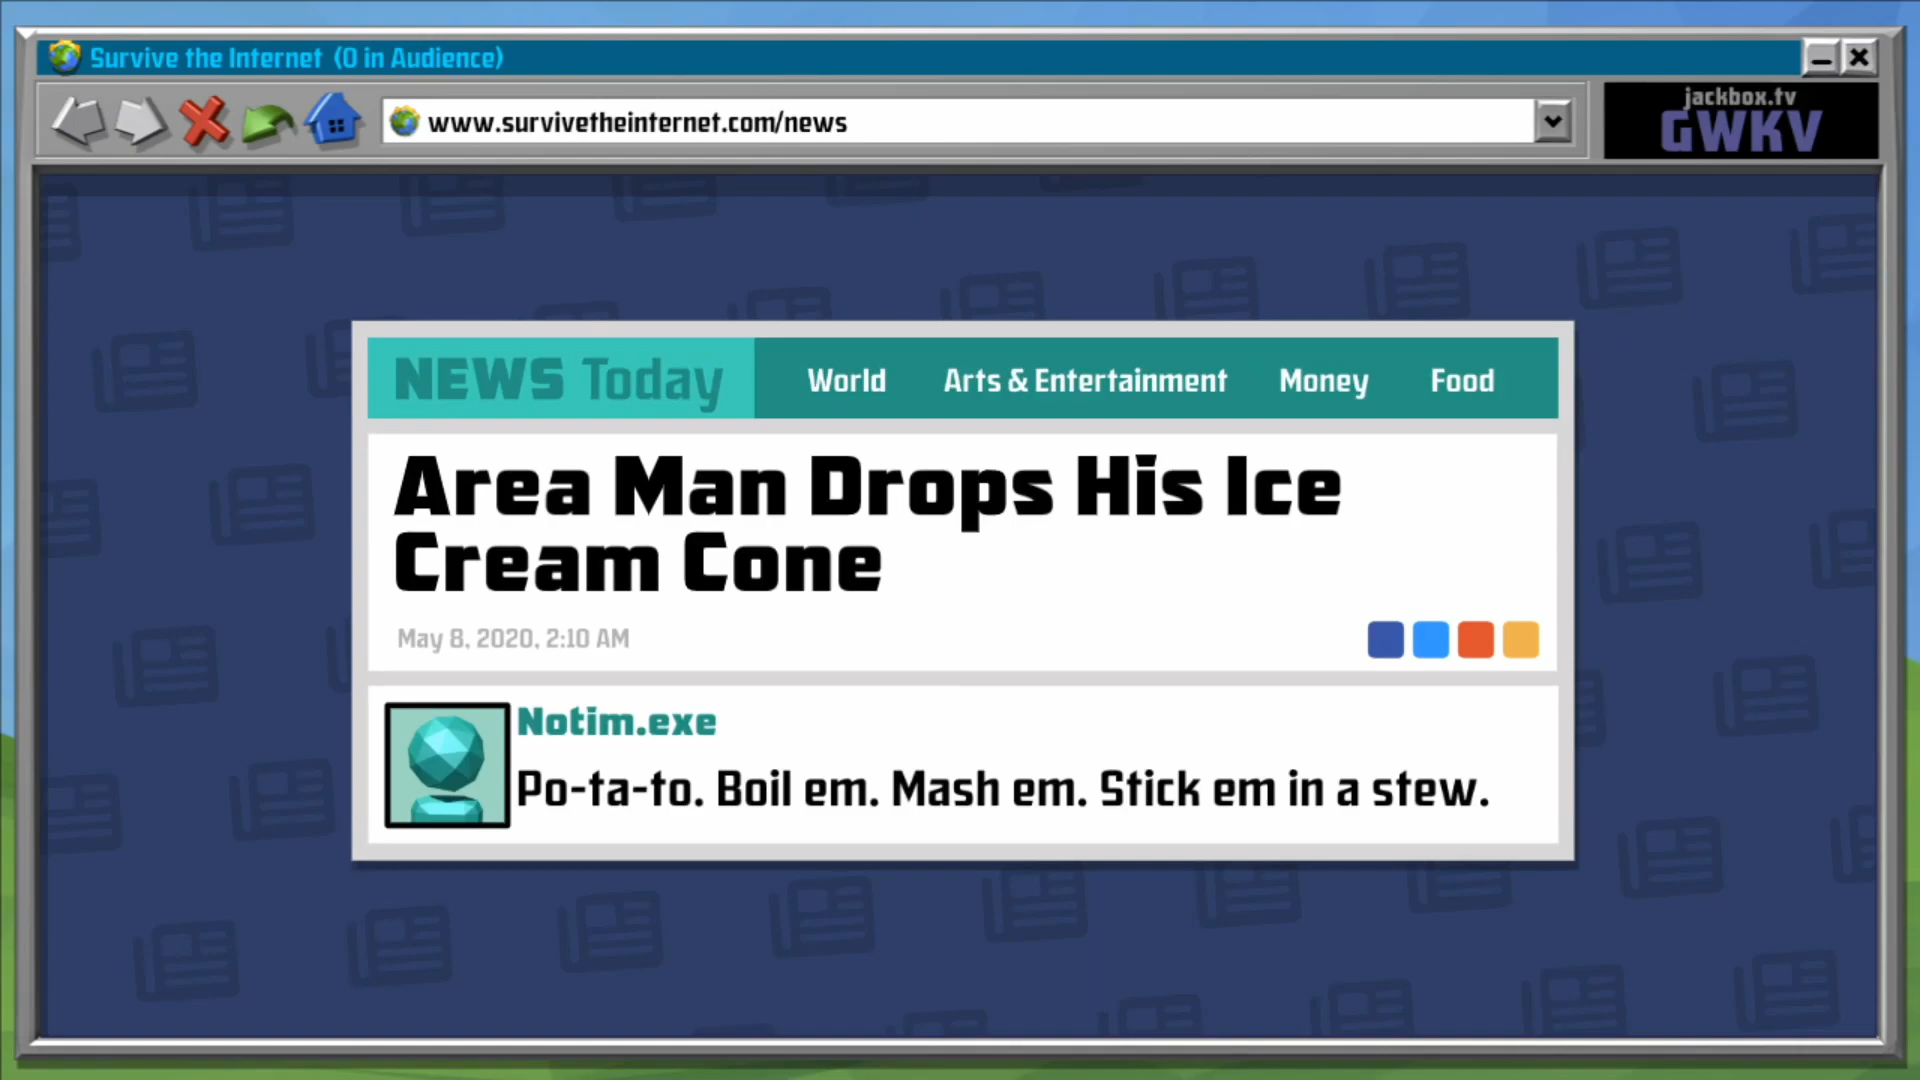 Survive the Internet (0 in Audience)
www.survivetheinternet.com/news
jackbox.tv
GWKV
NEWS Today World Arts & Entertainment Money Food
Area Man Drops His Ice
Cream Cone
May 8, 2020, 2:10 AM
Notim.exe
Po-ta-to. Boil em. Mash em. Stick em in a stew.